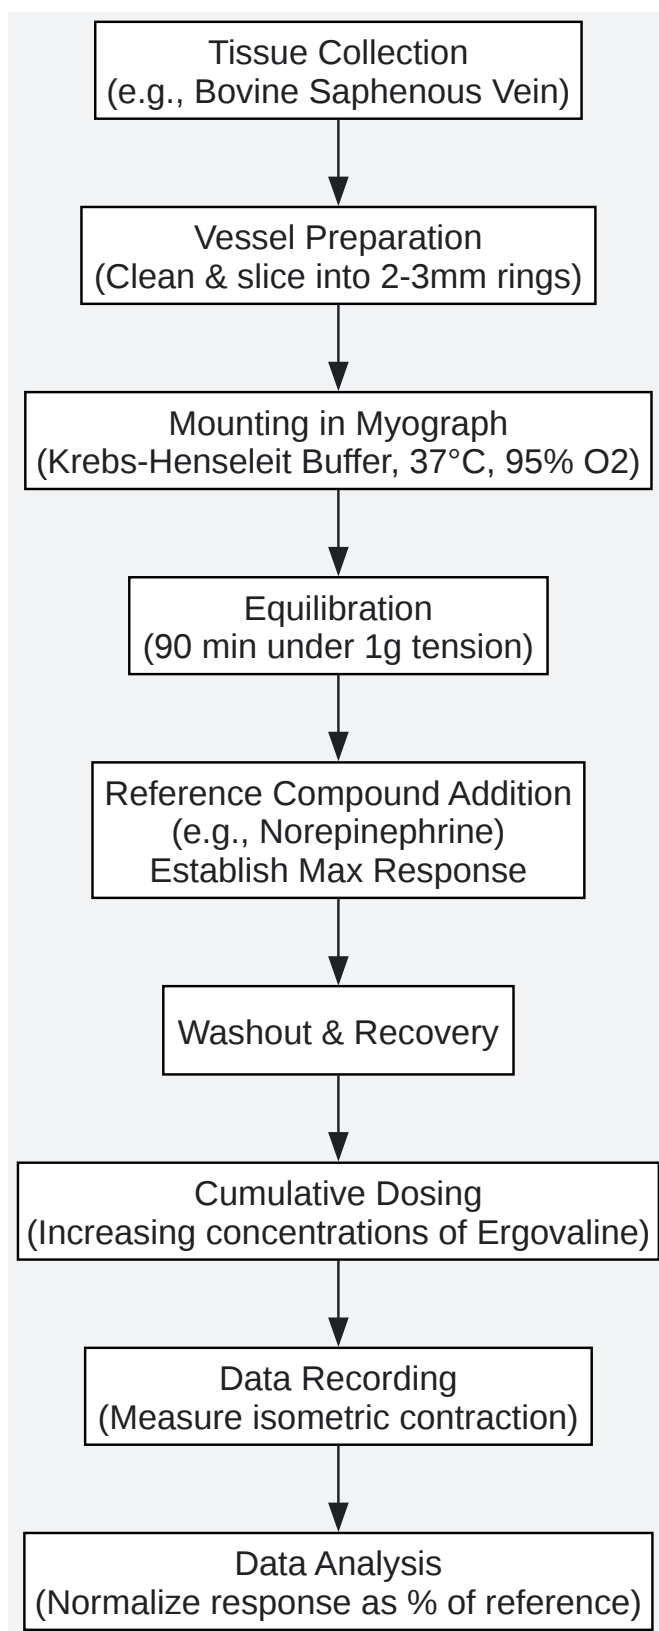 Tissue Collection
(e.g., Bovine Saphenous Vein)
Vessel Preparation
(Clean & slice into 2-3mm rings)
Mounting in Myograph
(Krebs-Henseleit Buffer, 37°C, 95% O2)
Equilibration
(90 min under 1g tension)
Reference Compound Addition
(e.g., Norepinephrine)
Establish Max Response
Washout & Recovery
Cumulative Dosing
(Increasing concentrations of Ergovaline)
Data Recording
(Measure isometric contraction)
Data Analysis
(Normalize response as % of reference)